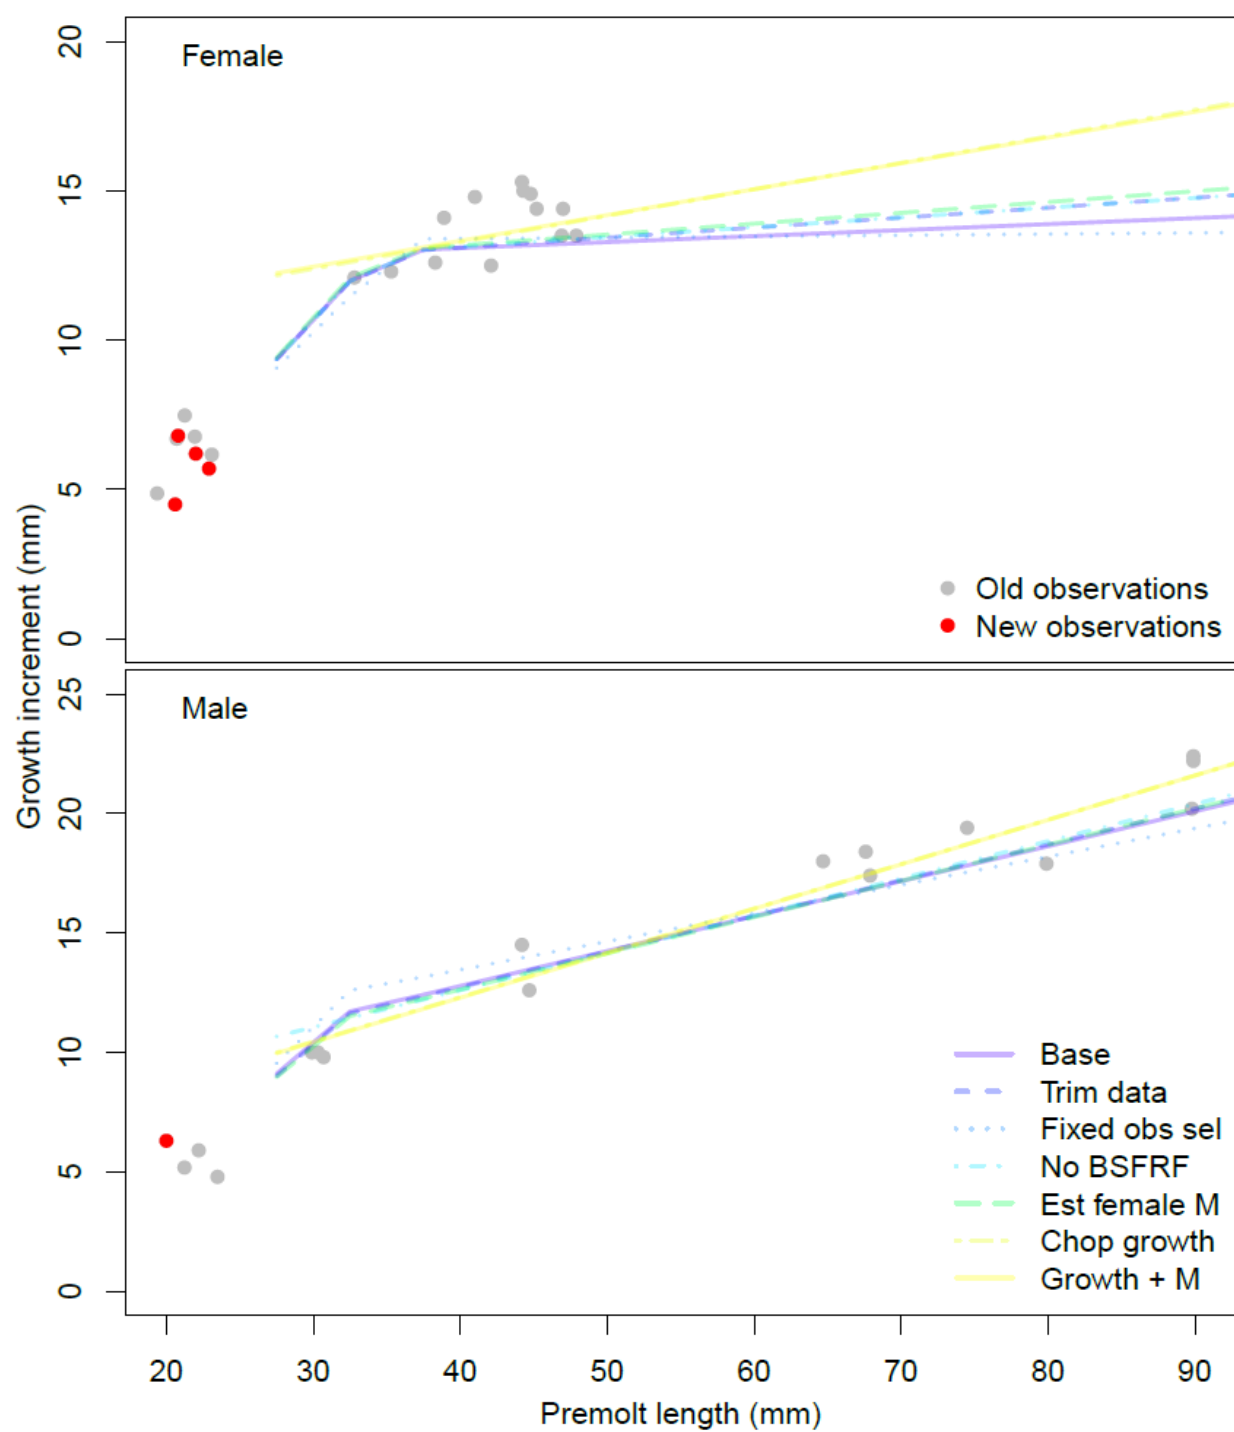 Female
20
15
10
5
0
Old observations
New observations
Growth increment (mm)
Male
25
20
15
10
5
0
Base
Trim data
Fixed obs sel
No BSFRF
Est female M
Chop growth
Growth + M
20 30 40 50 60 70 80 90
Premolt length (mm)